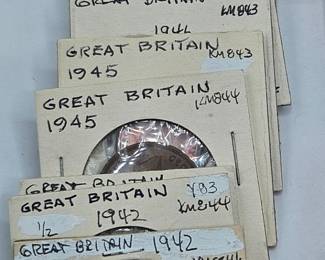 GREAT BRITAIN
KM843
1944
GREAT BRITAIN
KM843
1945
GREAT BRITAIN
KM844
1945
GREAT BRITAIN
GREAT BRITAIN Y83
1/2 1942 KM844
GREAT BRITAIN 1942